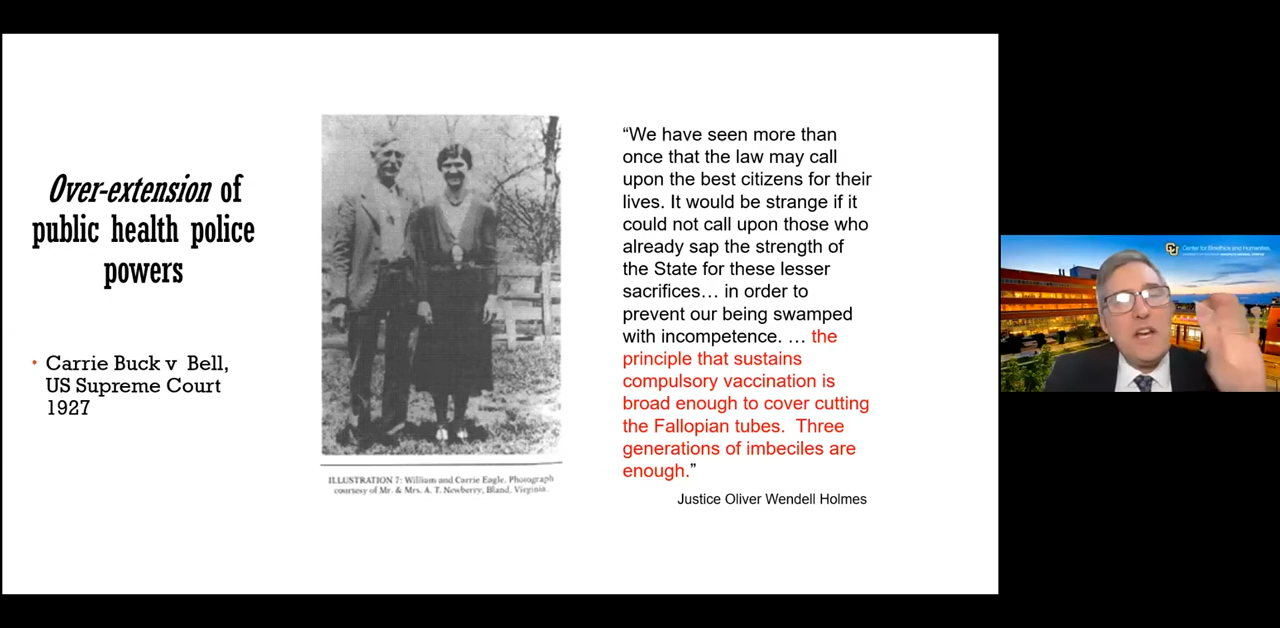 Over-extension of
public health police
powers
• Carrie Buck v Bell,
US Supreme Court
1927
ILLUSTRATION 7: William and Carrie Eagle. Photograph
courtesy of Mr. & Mrs. A. T. Newberry, Bland, Virginia.
“We have seen more than
once that the law may call
upon the best citizens for their
lives. It would be strange if it
could not call upon those who
already sap the strength of
the State for these lesser
sacrifices… in order to
prevent our being swamped
with incompetence. … the
principle that sustains
compulsory vaccination is
broad enough to cover cutting
the Fallopian tubes.  Three
generations of imbeciles are
enough.”
Justice Oliver Wendell Holmes
Center for Bioethics and Humanities